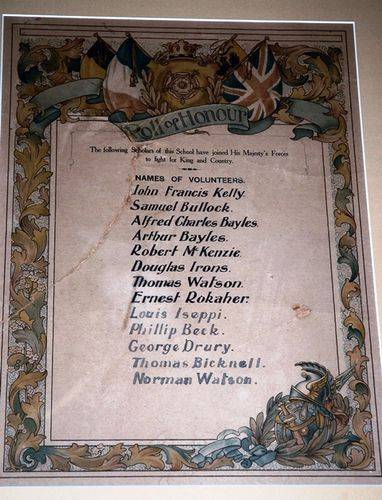 Roll of Honour
The following Scholars of this School have joined His Majesty's Forces
to fight for King and Country.
NAMES OF VOLUNTEERS.
John Francis Kelly.
Samuel Bullock.
Alfred Charles Bayles.
Arthur Bayles.
Robert McKenzie.
Douglas Irons.
Thomas Watson.
Ernest Rokaher.
Louis Iseppi.
Phillip Beck.
George Drury.
Thomas Bicknell.
Norman Watson.